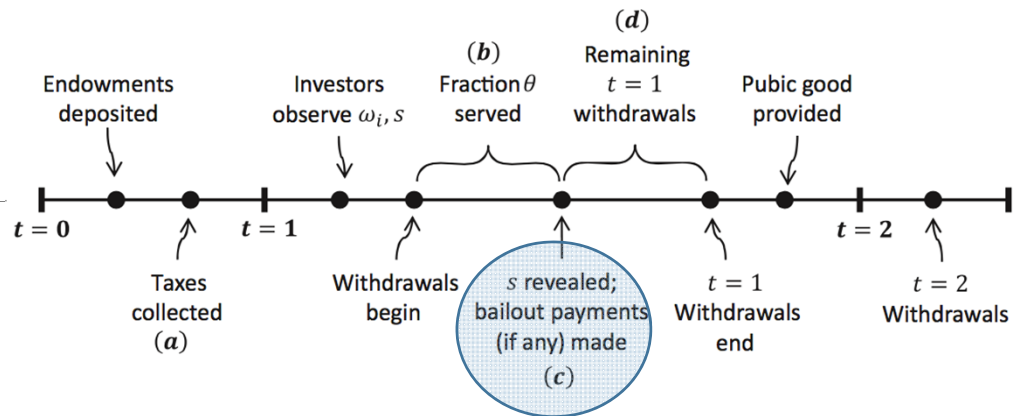 Endowments
deposited
Investors
observe ωᵢ, s
(b)
Fraction θ
served
(d)
Remaining
t = 1
withdrawals
Pubic good
provided
t = 0
t = 1
t = 2
Taxes
collected
(a)
Withdrawals
begin
s revealed;
bailout payments
(if any) made
(c)
t = 1
Withdrawals
end
t = 2
Withdrawals